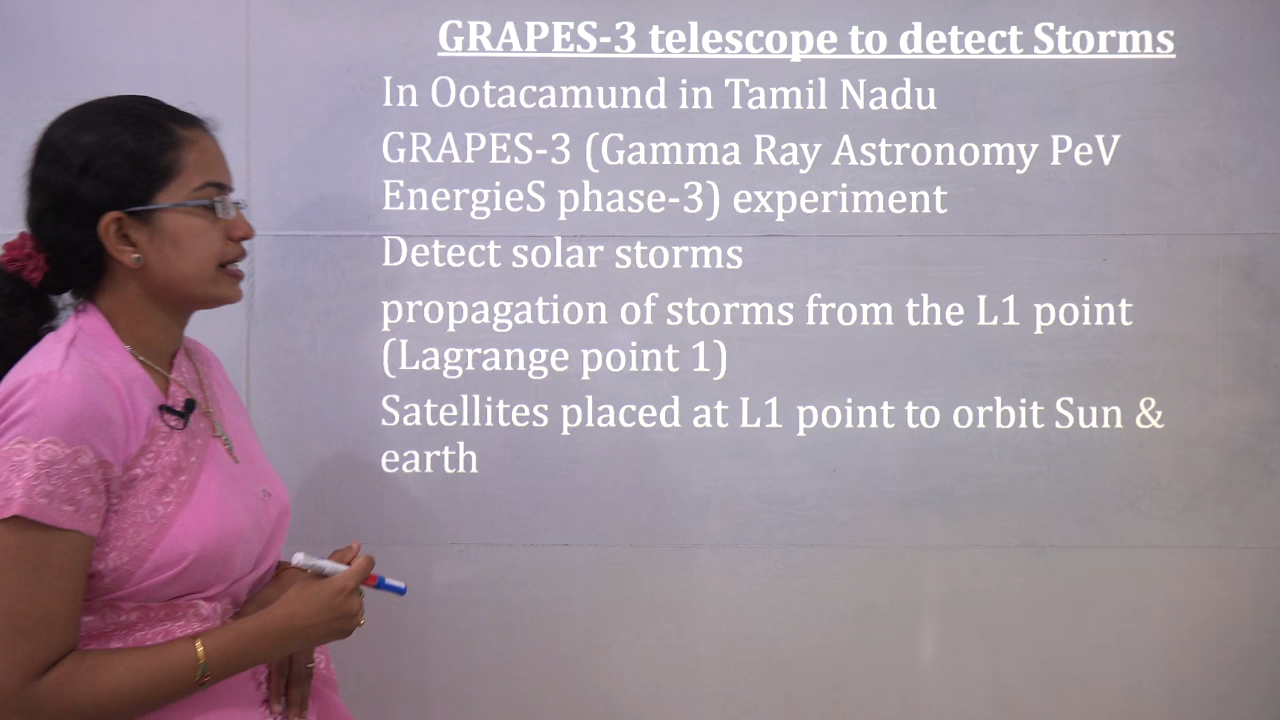 GRAPES-3 telescope to detect Storms
In Ootacamund in Tamil Nadu
GRAPES-3 (Gamma Ray Astronomy PeV
EnergieS phase-3) experiment
Detect solar storms
propagation of storms from the L1 point
(Lagrange point 1)
Satellites placed at L1 point to orbit Sun &
earth